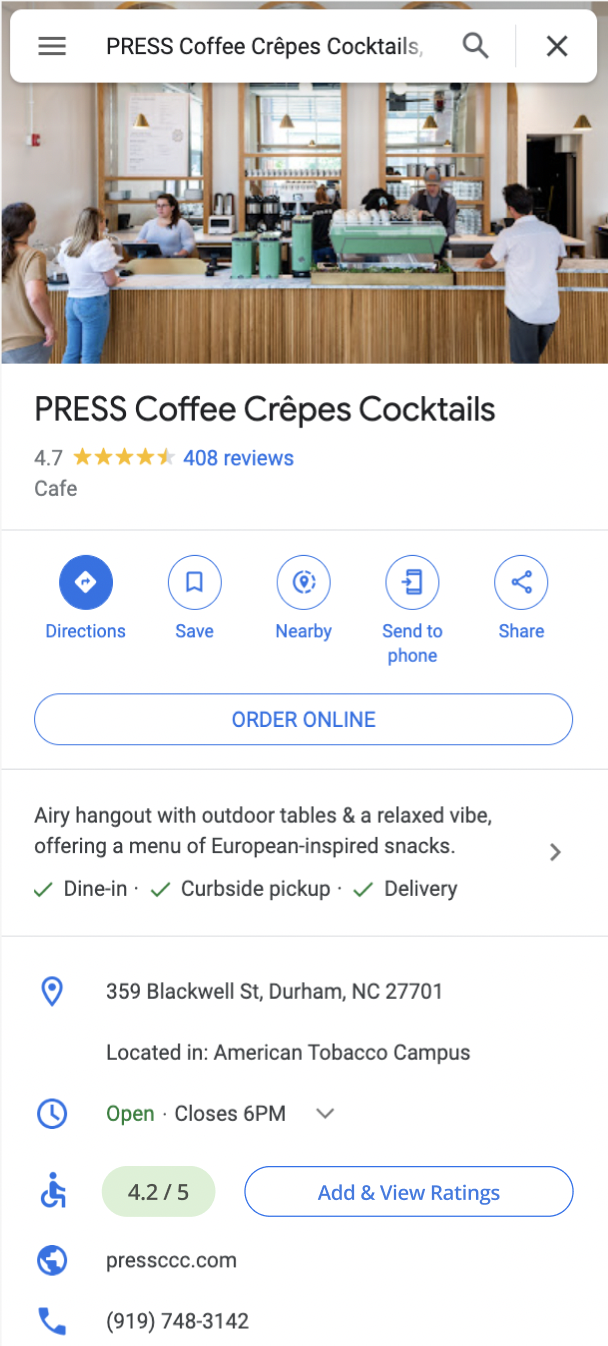 PRESS Coffee Crêpes Cocktails,
PRESS Coffee Crêpes Cocktails
4.7 408 reviews
Cafe
Directions
Save
Nearby
Send to
phone
Share
ORDER ONLINE
Airy hangout with outdoor tables & a relaxed vibe,
offering a menu of European-inspired snacks.
Dine-in · Curbside pickup · Delivery
359 Blackwell St, Durham, NC 27701
Located in: American Tobacco Campus
Open · Closes 6PM
4.2 / 5 Add & View Ratings
pressccc.com
(919) 748-3142